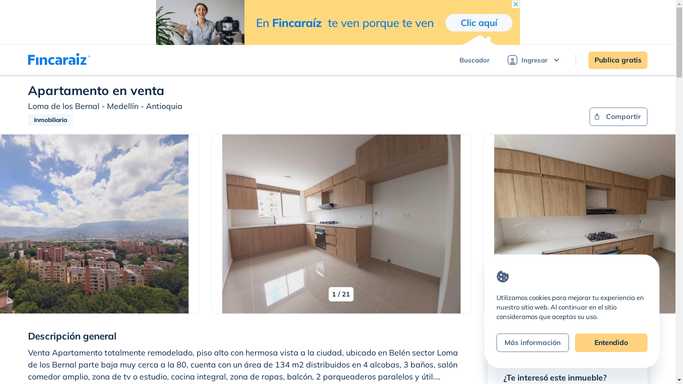 En Fincaraíz te ven porque te ven
Clic aquí
Fincaraíz
Buscador
Ingresar
Publica gratis
Apartamento en venta
Loma de los Bernal - Medellín - Antioquia
Inmobiliaria
Compartir
1 / 21
Utilizamos cookies para mejorar tu experiencia en
nuestro sitio web. Al continuar en el sitio
consideramos que aceptas su uso.
Más información
Entendido
Descripción general
Venta Apartamento totalmente remodelado, piso alto con hermosa vista a la ciudad, ubicado en Belén sector Loma
de los Bernal parte baja muy cerca a la 80, cuenta con un área de 134 m2 distribuidos en 4 alcobas, 3 baños, salón
comedor amplio, zona de tv o estudio, cocina integral, zona de ropas, balcón, 2 parqueaderos paralelos y útil....
¿Te interesó este inmueble?